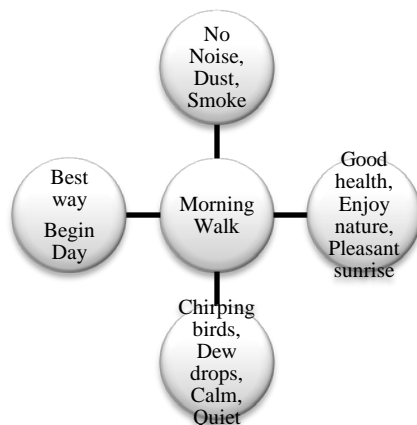 No
Noise,
Dust,
Smoke
Best
way
Begin
Day
Morning
Walk
Good
health,
Enjoy
nature,
Pleasant
sunrise
Chirping
birds,
Dew
drops,
Calm,
Quiet